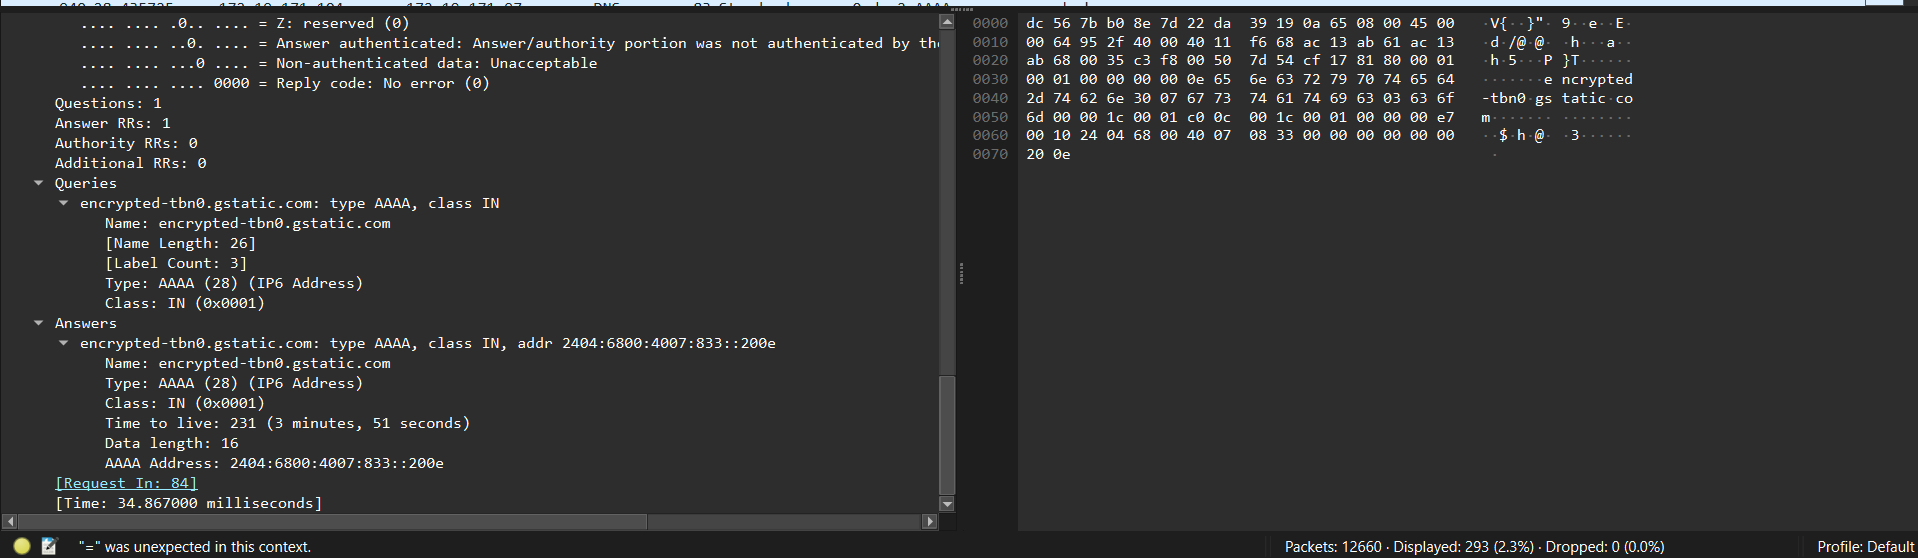 .... .... .0.. .... = Z: reserved (0)
.... .... ..0. .... = Answer authenticated: Answer/authority portion was not authenticated by the
.... .... ...0 .... = Non-authenticated data: Unacceptable
.... .... .... 0000 = Reply code: No error (0)
Questions: 1
Answer RRs: 1
Authority RRs: 0
Additional RRs: 0
Queries
encrypted-tbn0.gstatic.com: type AAAA, class IN
Name: encrypted-tbn0.gstatic.com
[Name Length: 26]
[Label Count: 3]
Type: AAAA (28) (IP6 Address)
Class: IN (0x0001)
Answers
encrypted-tbn0.gstatic.com: type AAAA, class IN, addr 2404:6800:4007:833::200e
Name: encrypted-tbn0.gstatic.com
Type: AAAA (28) (IP6 Address)
Class: IN (0x0001)
Time to live: 231 (3 minutes, 51 seconds)
Data length: 16
AAAA Address: 2404:6800:4007:833::200e
[Request In: 84]
[Time: 34.867000 milliseconds]
0000 dc 56 7b b0 8e 7d 22 da 39 19 0a 65 08 00 45 00 ·V{··}"· 9··e··E·
0010 00 64 95 2f 40 00 40 11 f6 68 ac 13 ab 61 ac 13 ·d·/@·@· ·h···a··
0020 ab 68 00 35 c3 f8 00 50 7d 54 cf 17 81 80 00 01 ·h·5···P }T······
0030 00 01 00 00 00 00 0e 65 6e 63 72 79 70 74 65 64 ·······e ncrypted
0040 2d 74 62 6e 30 07 67 73 74 61 74 69 63 03 63 6f -tbn0·gs tatic·co
0050 6d 00 00 1c 00 01 c0 0c 00 1c 00 01 00 00 00 e7 m······· ········
0060 00 10 24 04 68 00 40 07 08 33 00 00 00 00 00 00 ··$·h·@· ·3······
0070 20 0e ·
"=" was unexpected in this context.
Packets: 12660 · Displayed: 293 (2.3%) · Dropped: 0 (0.0%)
Profile: Default